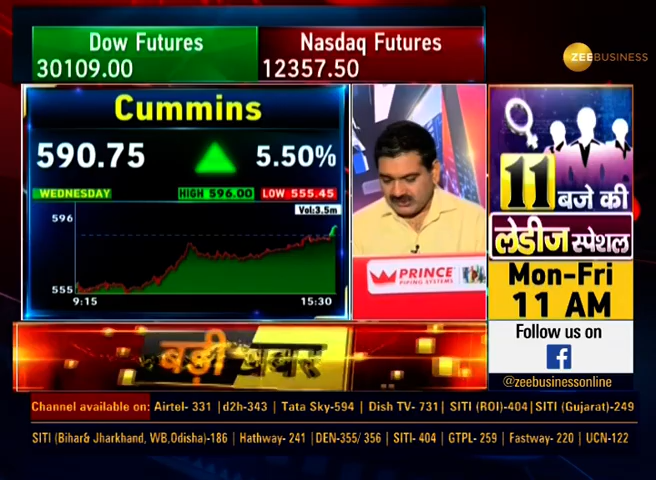 Dow Futures
30109.00
Nasdaq Futures
12357.50
ZEEBUSINESS
Cummins
590.75
5.50%
WEDNESDAY
HIGH 596.00
LOW 555.45
Vol:3.5m
596
555
9:15
15:30
PRINCE
PIPING SYSTEMS
11 बजे की
लेडीज स्पेशल
Mon-Fri
11 AM
Follow us on
@zeebusinessonline
बड़ी खबर
Channel available on: Airtel- 331 |d2h-343 | Tata Sky-594 | Dish TV- 731| SITI (ROI)-404|SITI (Gujarat)-249
SITI (Bihar& Jharkhand, WB,Odisha)-186 | Hathway- 241 |DEN-355/ 356 | SITI- 404 | GTPL- 259 | Fastway- 220 | UCN-122